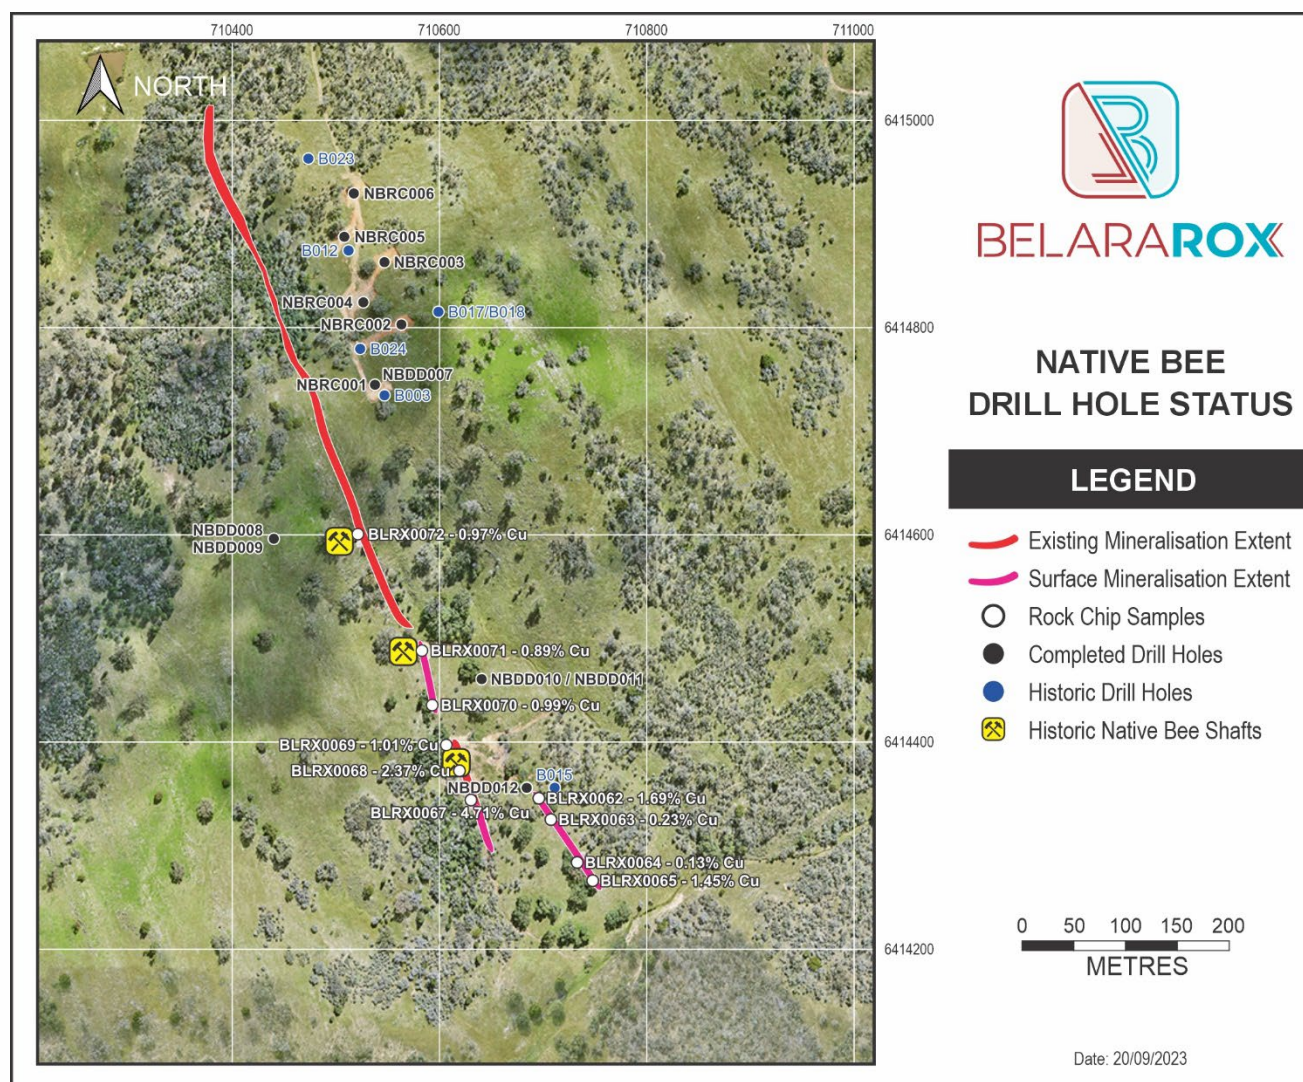 710400
710600
710800
711000
NORTH
6415000
B023
NBRC006
NBRC005
B012
NBRC003
NBRC004
B017/B018
NBRC002
6414800
B024
NBRC001
NBDD007
B003
NBDD008
NBDD009
BLRX0072 - 0.97% Cu
6414600
BLRX0071 - 0.89% Cu
NBDD010 / NBDD011
BLRX0070 - 0.99% Cu
BLRX0069 - 1.01% Cu
6414400
BLRX0068 - 2.37% Cu
B015
NBDD012
BLRX0062 - 1.69% Cu
BLRX0067 - 4.71% Cu
BLRX0063 - 0.23% Cu
BLRX0064 - 0.13% Cu
BLRX0065 - 1.45% Cu
6414200
BELARAROX
NATIVE BEE
DRILL HOLE STATUS
LEGEND
Existing Mineralisation Extent
Surface Mineralisation Extent
Rock Chip Samples
Completed Drill Holes
Historic Drill Holes
Historic Native Bee Shafts
0 50 100 150 200
METRES
Date: 20/09/2023